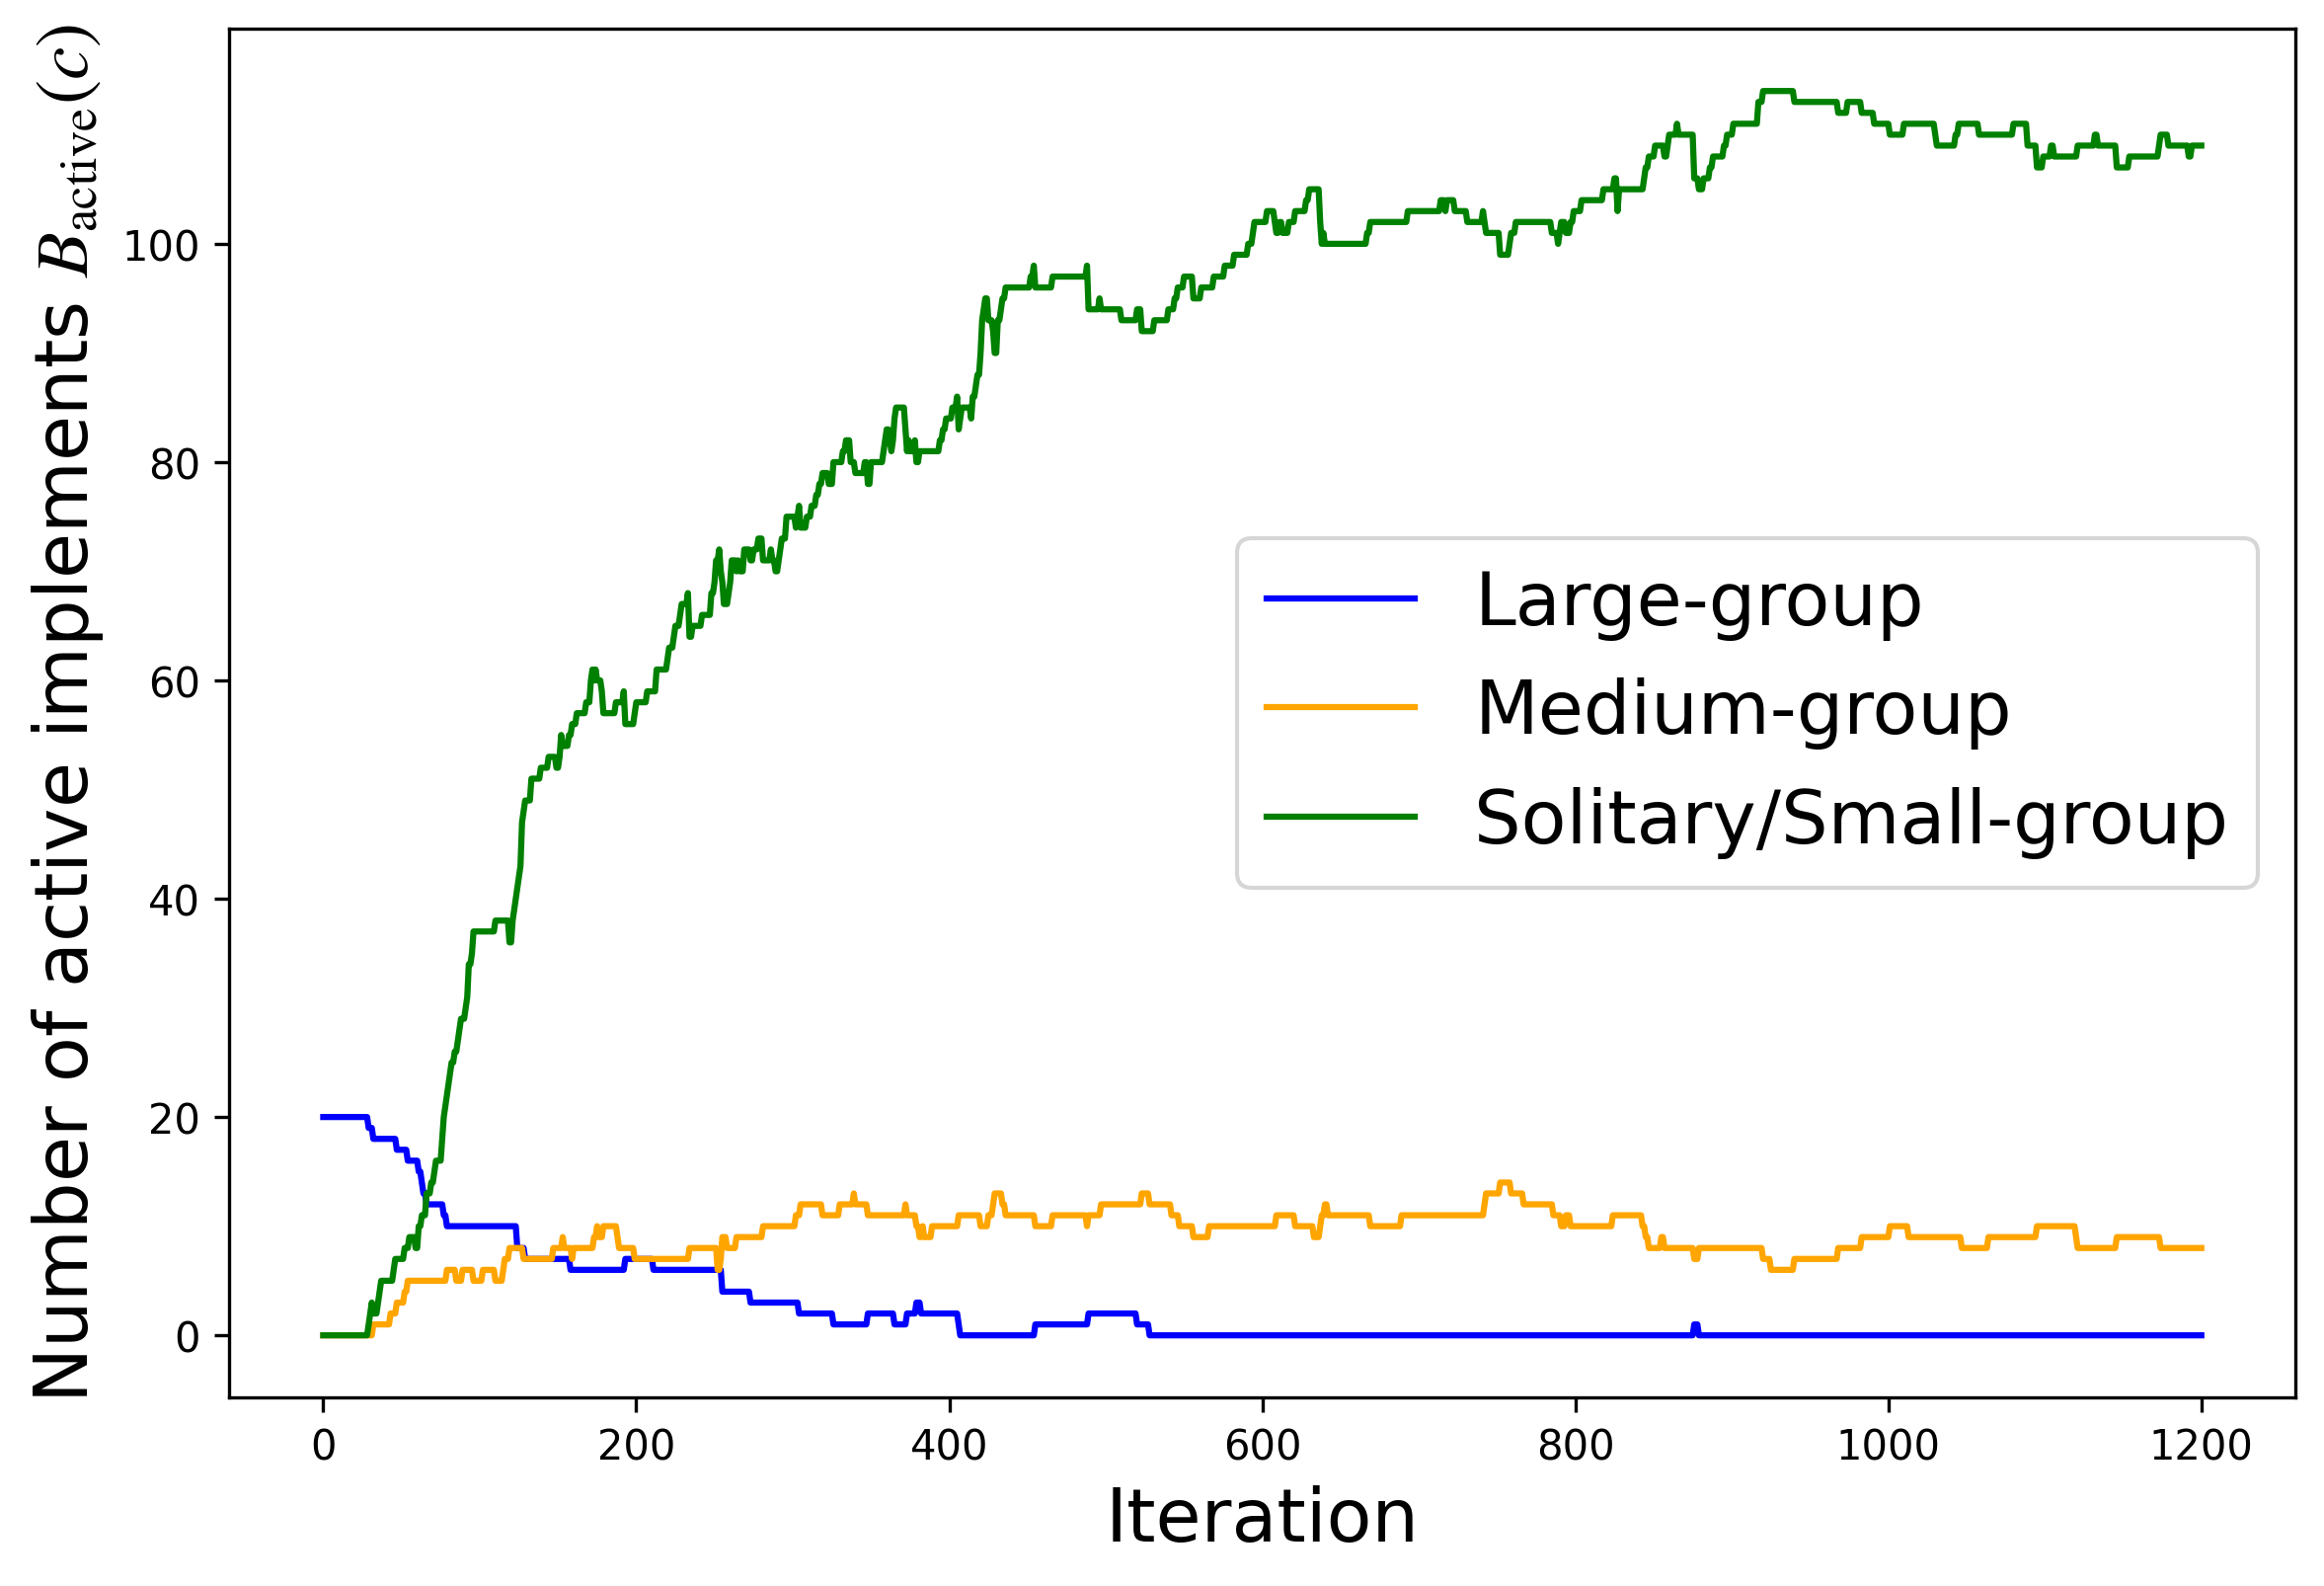 Number of active implements B_active(c)
100
80
60
40
20
0
Large-group
Medium-group
Solitary/Small-group
0 200 400 600 800 1000 1200
Iteration